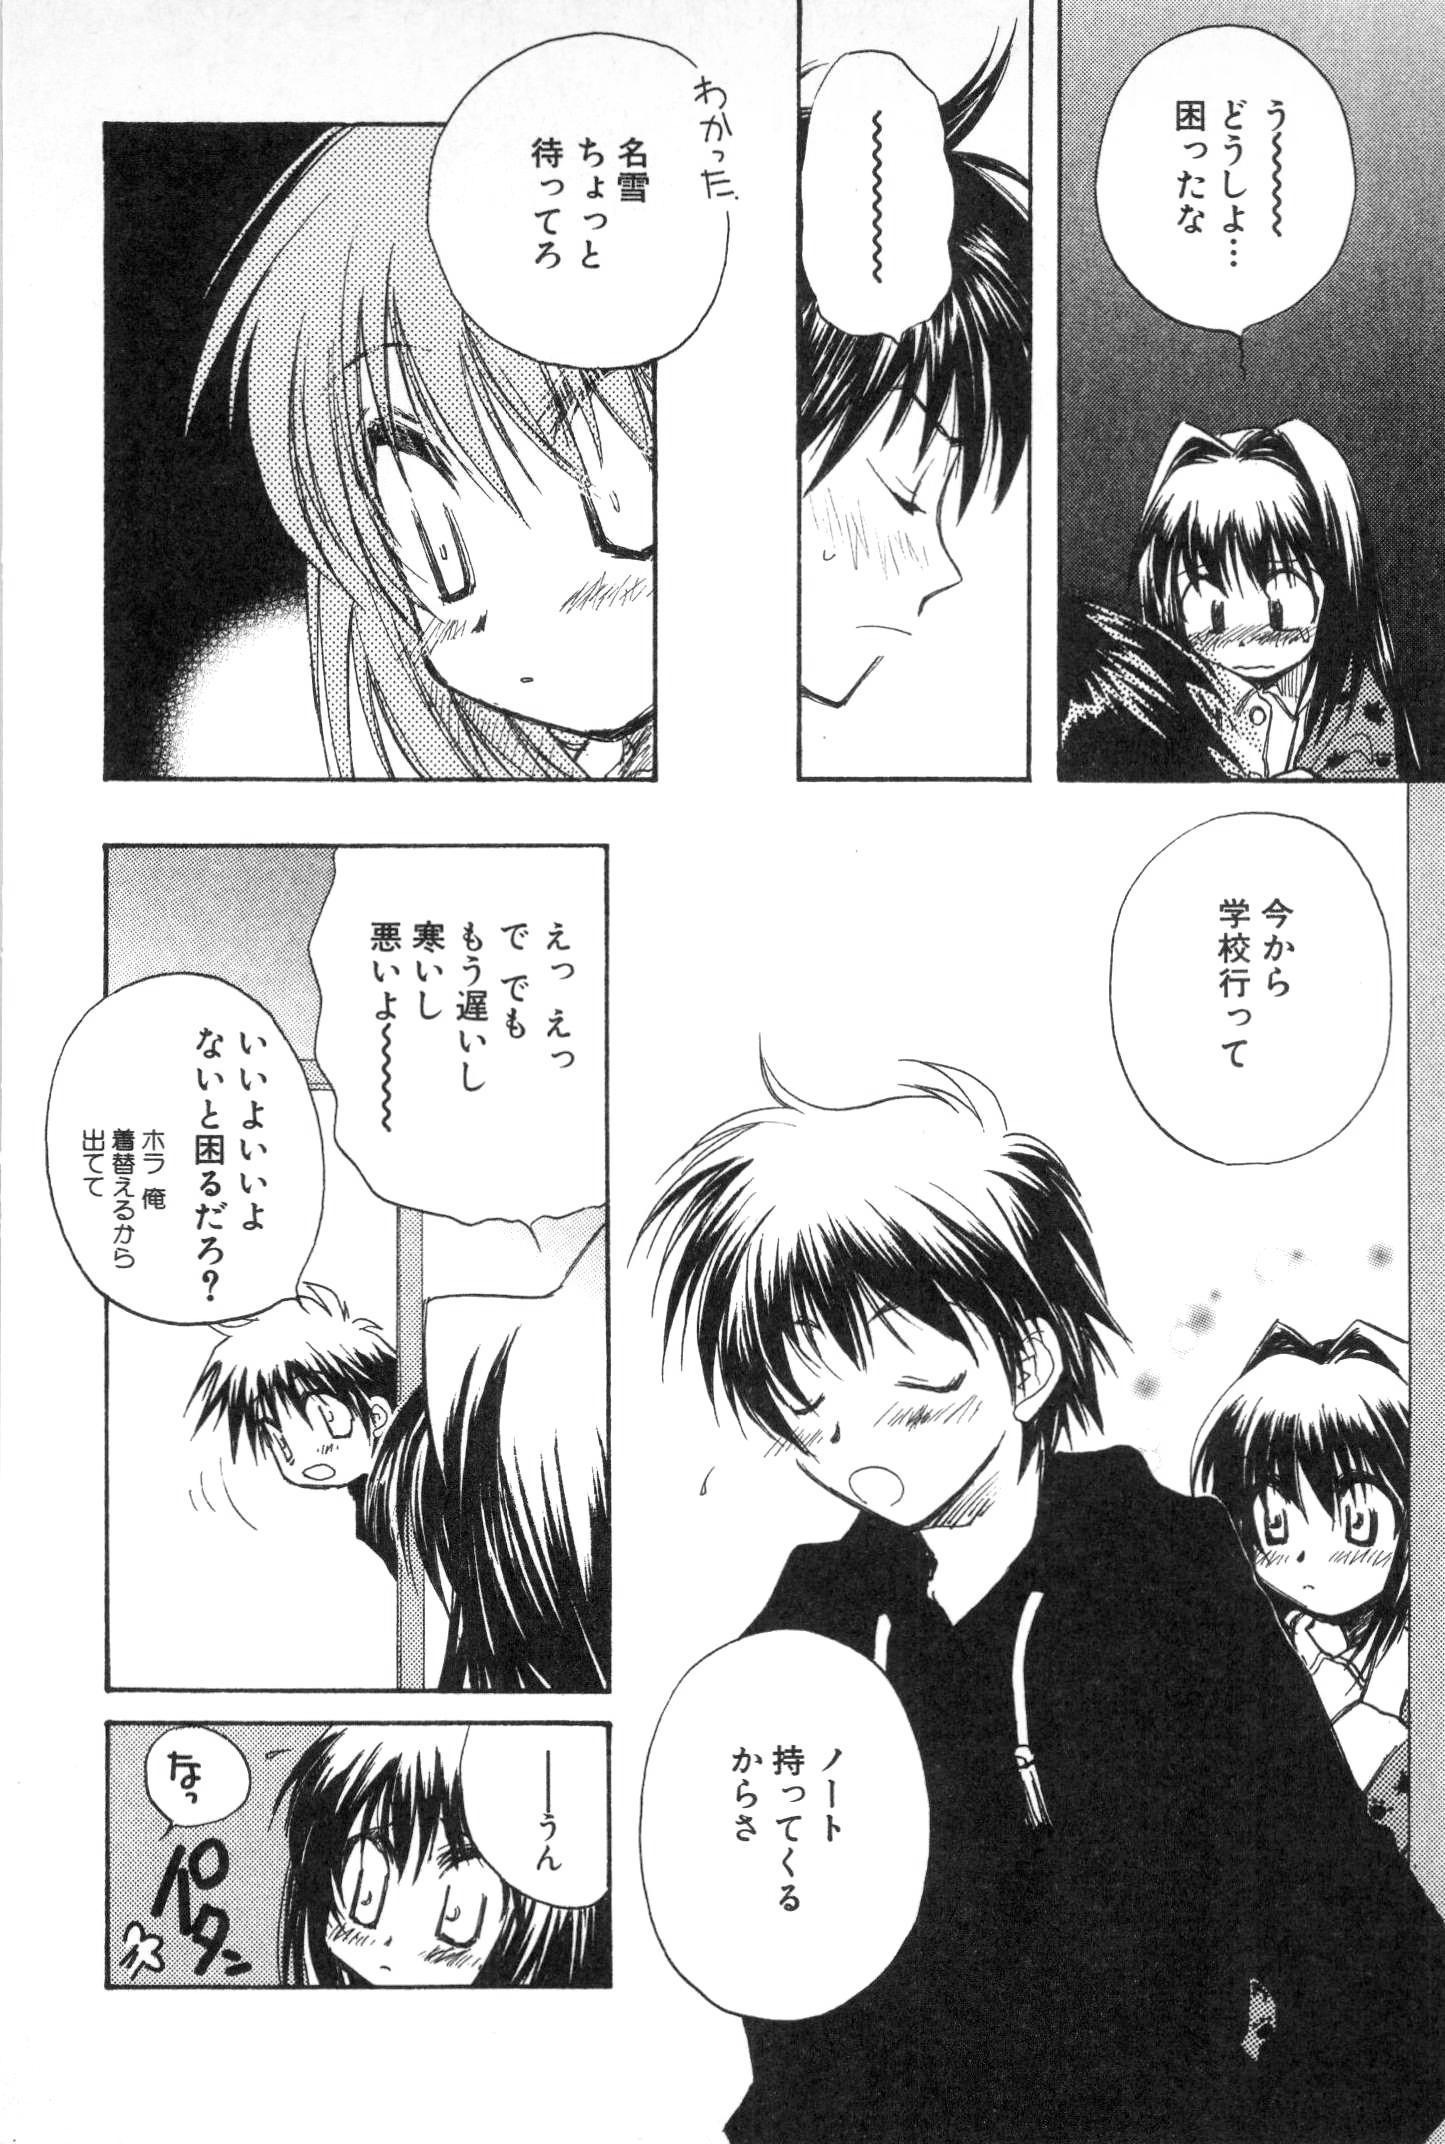 う〜〜〜〜
どうしよ…
困ったな
〜〜〜〜〜〜
わかった
名雪
ちょっと
待ってろ
今から
学校行って
ノート
持ってくる
からさ
えっ えっ
で でも
もう遅いし
寒いし
悪いよ〜〜〜〜
いいよいいよ
ないと困るだろ?
ホラ 俺
着替えるから
出てて
──うん
なっ
パタン